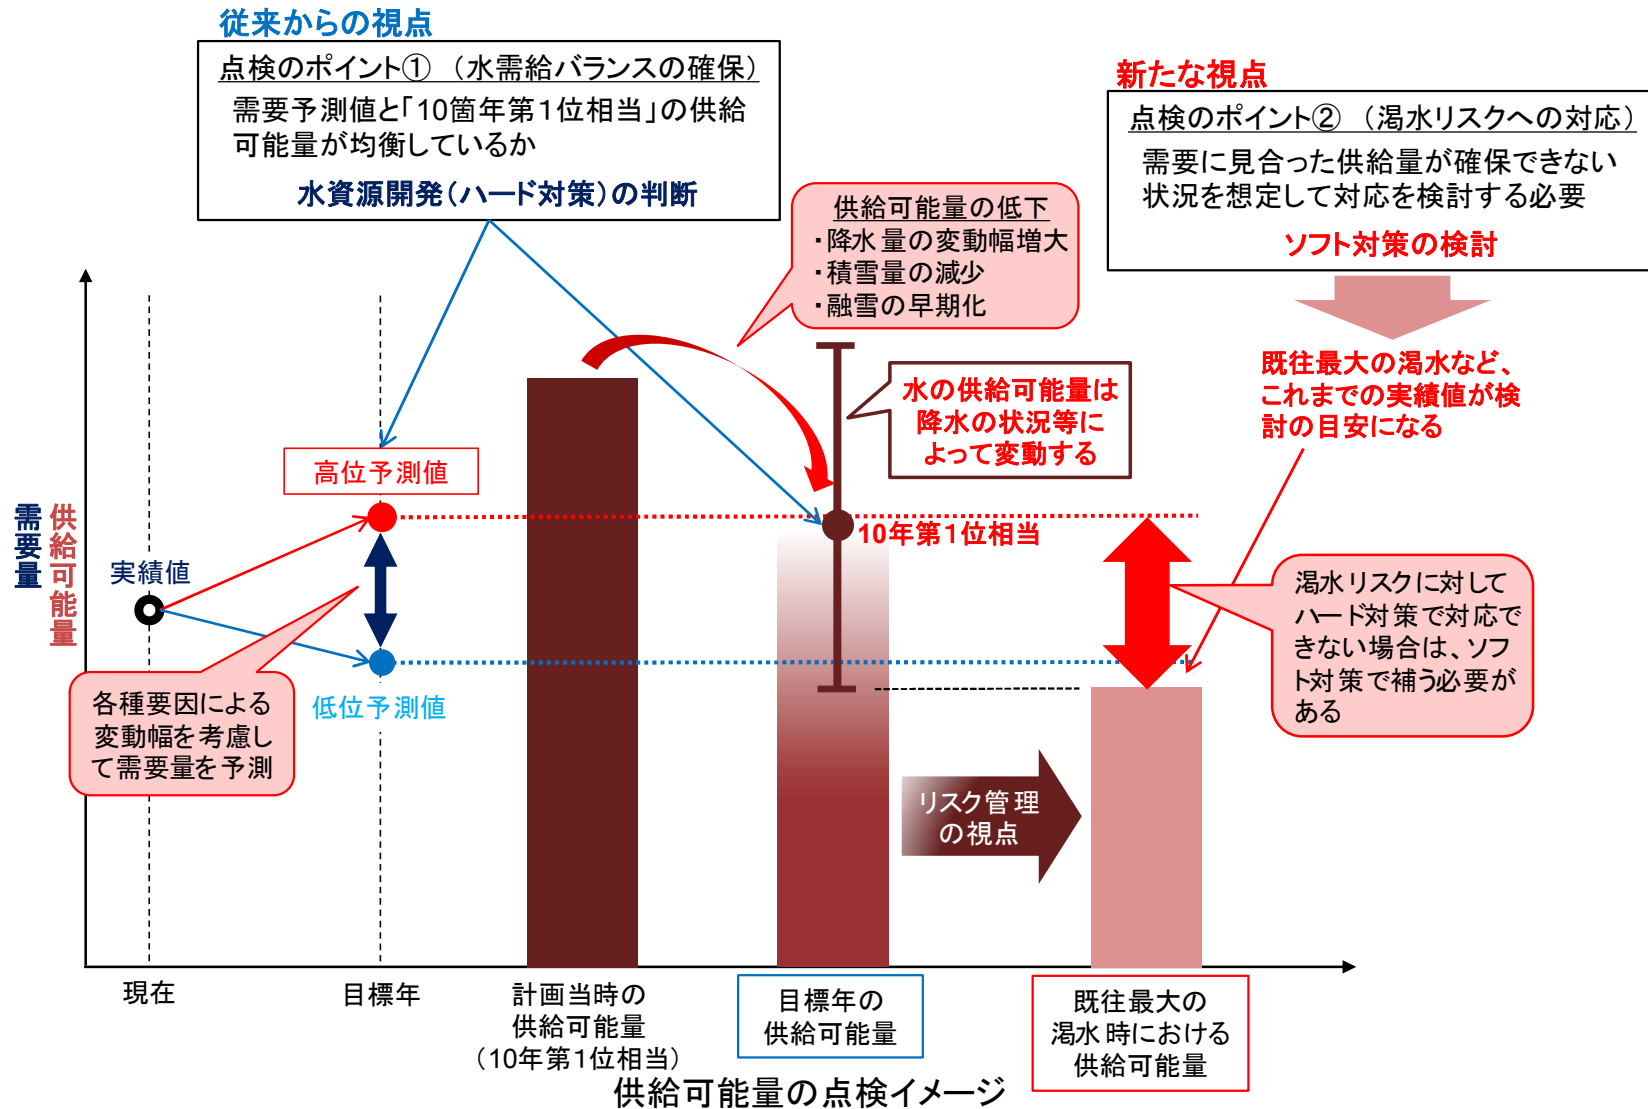 従来からの視点
点検のポイント① （水需給バランスの確保）
需要予測値と「10箇年第１位相当」の供給
可能量が均衡しているか
水資源開発（ハード対策）の判断
新たな視点
点検のポイント② （渇水リスクへの対応）
需要に見合った供給量が確保できない
状況を想定して対応を検討する必要
ソフト対策の検討
供給可能量の低下
・降水量の変動幅増大
・積雪量の減少
・融雪の早期化
既往最大の渇水など、
これまでの実績値が検
討の目安になる
水の供給可能量は
降水の状況等に
よって変動する
高位予測値
需要量
供給可能量
10年第１位相当
実績値
渇水リスクに対して
ハード対策で対応で
きない場合は、ソフ
ト対策で補う必要が
ある
各種要因による
変動幅を考慮し
て需要量を予測
低位予測値
リスク管理
の視点
現在
目標年
計画当時の
供給可能量
（10年第１位相当）
目標年の
供給可能量
既往最大の
渇水時における
供給可能量
供給可能量の点検イメージ